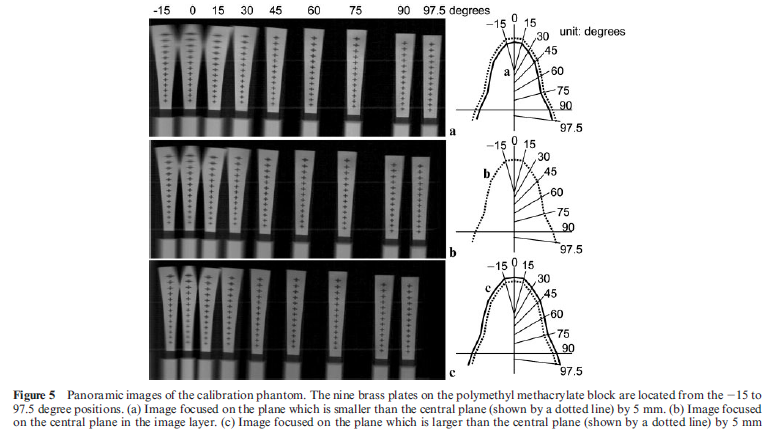 -15 0 15 30 45 60 75 90 97.5 degrees
0
−15 15
30
45
60
75
90
97.5
unit: degrees
a
a
0
−15 15
30
45
60
75
90
97.5
b
b
0
−15 15
30
45
60
75
90
97.5
c
c
Figure 5 Panoramic images of the calibration phantom. The nine brass plates on the polymethyl methacrylate block are located from the −15 to
97.5 degree positions. (a) Image focused on the plane which is smaller than the central plane (shown by a dotted line) by 5 mm. (b) Image focused
on the central plane in the image layer. (c) Image focused on the plane which is larger than the central plane (shown by a dotted line) by 5 mm